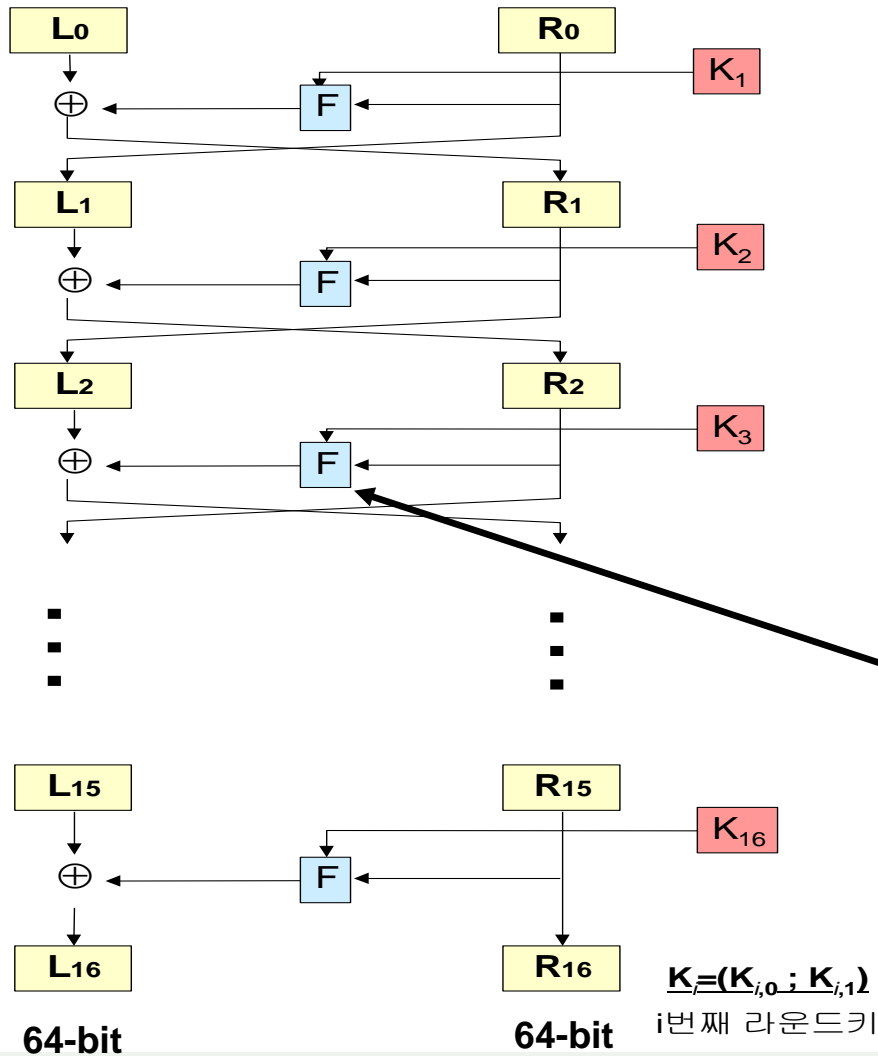 L0 R0
K1
F
⊕
L1 R1
K2
F
⊕
L2 R2
K3
F
⊕
L15 R15
K16
F
⊕
L16 R16
Ki=(Ki,0 ; Ki,1)
64-bit 64-bit i번째 라운드키